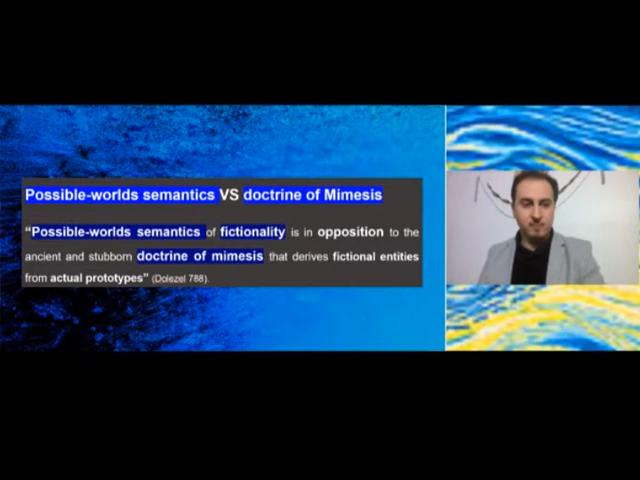 Possible-worlds semantics VS doctrine of Mimesis
“Possible-worlds semantics of fictionality is in opposition to the
ancient and stubborn doctrine of mimesis that derives fictional entities
from actual prototypes” (Dolezel 788).